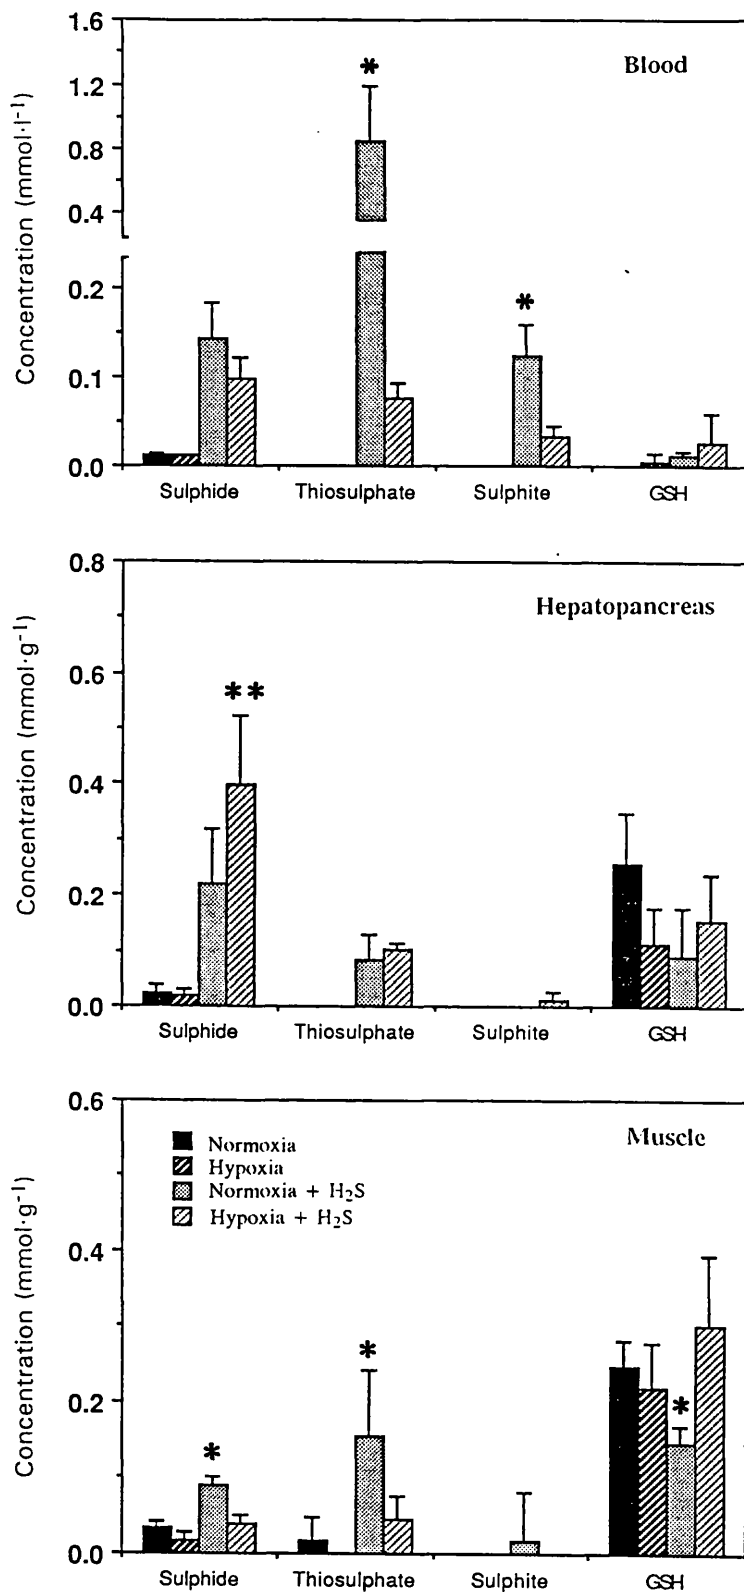 Blood
*
*
Concentration (mmol·l⁻¹)
1.6
1.2
0.8
0.4
0.2
0.1
0.0
Sulphide Thiosulphate Sulphite GSH
Hepatopancreas
**
Concentration (mmol·g⁻¹)
0.8
0.6
0.4
0.2
0.0
Sulphide Thiosulphate Sulphite GSH
Muscle
Normoxia
Hypoxia
Normoxia + H₂S
Hypoxia + H₂S
*
*
*
Concentration (mmol·g⁻¹)
0.6
0.4
0.2
0.0
Sulphide Thiosulphate Sulphite GSH